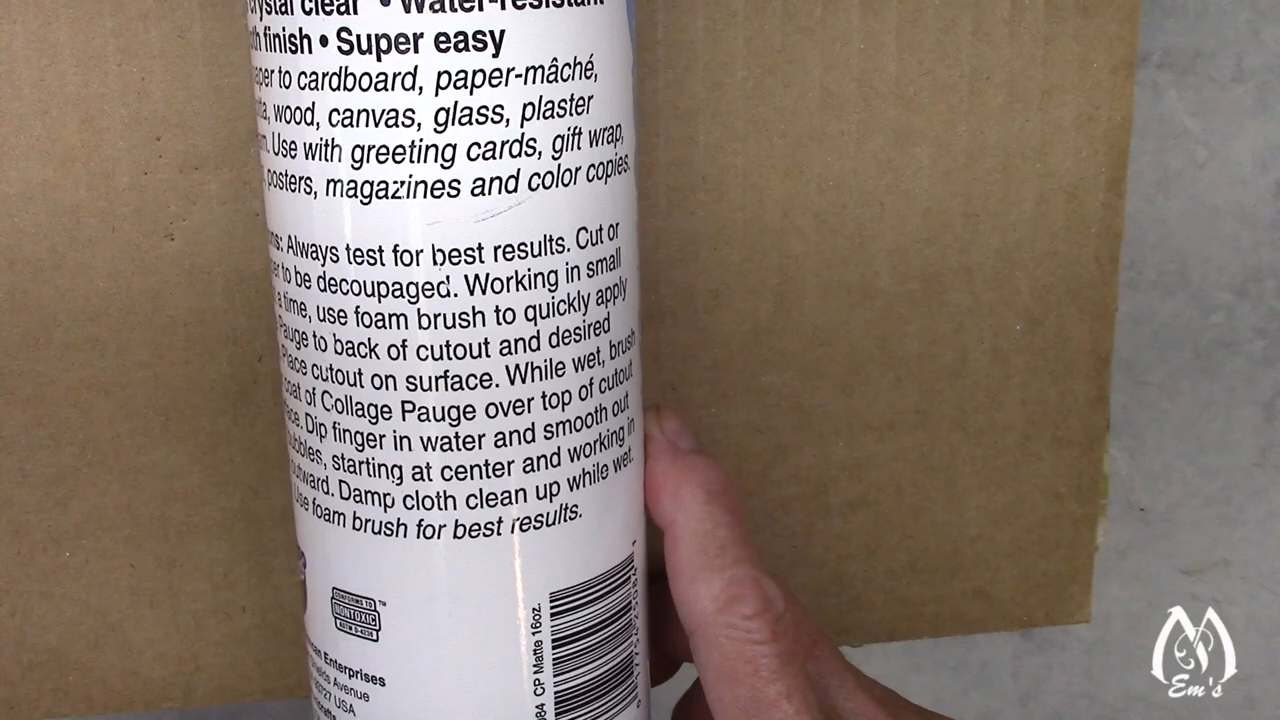 crystal clear • Water-resistant
finish • Super easy
to cardboard, paper-mâché,
wood, canvas, glass, plaster
Use with greeting cards, gift wrap,
posters, magazines and color copies.
Always test for best results. Cut or
to be decoupaged. Working in small
a time, use foam brush to quickly apply
Pauge to back of cutout and desired
Place cutout on surface. While wet, brush
coat of Collage Pauge over top of cutout
Dip finger in water and smooth out
bubbles, starting at center and working in
outward. Damp cloth clean up while wet.
Use foam brush for best results.
CONFORMS TO
NONTOXIC
ASTM D-4236
TM
Enterprises
Avenue
USA
CP Matte 16oz.
Em's